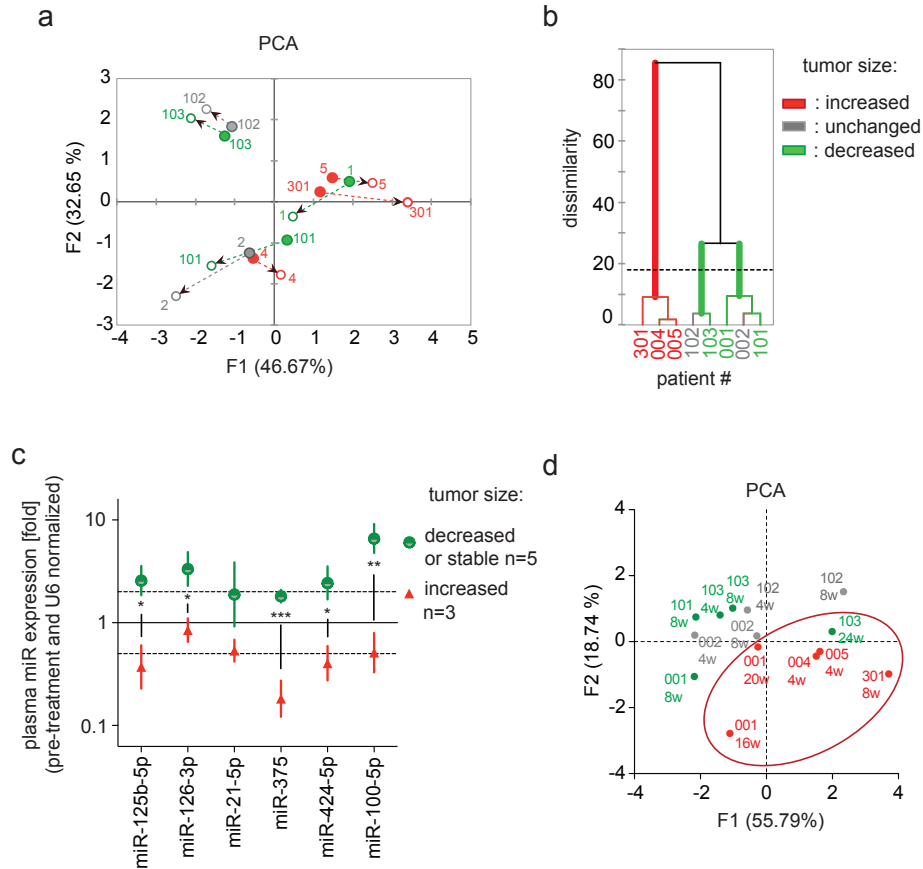 a
PCA
3
2
1
0
-1
-2
-3
-4 -3 -2 -1 0 1 2 3 4 5
F2 (32.65 %)
F1 (46.67%)
102
103
102
103
5
1
301
5
301
1
101
101
2
4
4
2
b
80
60
40
20
0
dissimilarity
301
004
005
102
103
001
002
101
patient #
tumor size:
: increased
: unchanged
: decreased
c
plasma miR expression [fold]
(pre-treatment and U6 normalized)
10
1
0.1
*
*
***
*
**
miR-125b-5p
miR-126-3p
miR-21-5p
miR-375
miR-424-5p
miR-100-5p
tumor size:
decreased
or stable n=5
increased
n=3
d
PCA
4
2
0
-2
-4
-4 -2 0 2 4
F2 (18.74 %)
F1 (55.79%)
101
8w
103
4w
103
8w
102
4w
102
8w
002
4w
002
8w
103
24w
001
8w
001
20w
004
4w
005
4w
301
8w
001
16w